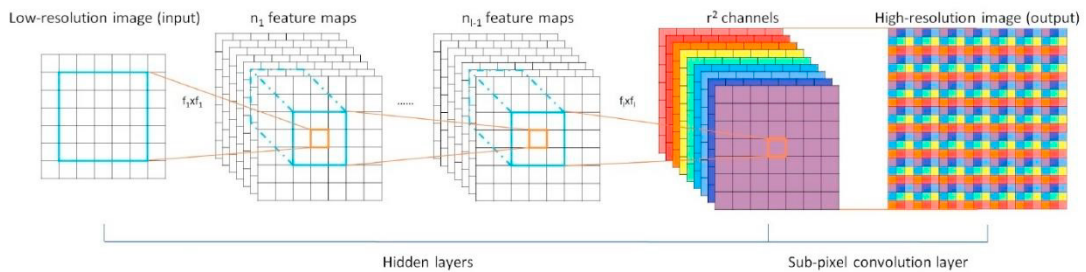 Low-resolution image (input)
n1 feature maps
nl-1 feature maps
r² channels
High-resolution image (output)
f1xf1
......
flxfl
Hidden layers
Sub-pixel convolution layer